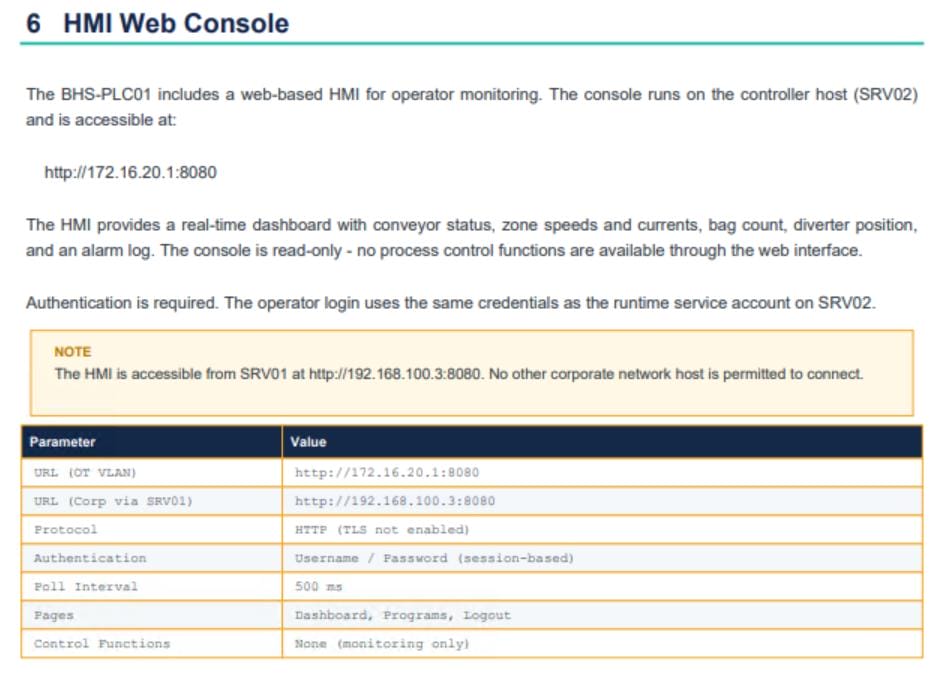 6 HMI Web Console
The BHS-PLC01 includes a web-based HMI for operator monitoring. The console runs on the controller host (SRV02)
and is accessible at:
http://172.16.20.1:8080
The HMI provides a real-time dashboard with conveyor status, zone speeds and currents, bag count, diverter position,
and an alarm log. The console is read-only - no process control functions are available through the web interface.
Authentication is required. The operator login uses the same credentials as the runtime service account on SRV02.
NOTE
The HMI is accessible from SRV01 at http://192.168.100.3:8080. No other corporate network host is permitted to connect.
Parameter Value
URL (OT VLAN) http://172.16.20.1:8080
URL (Corp via SRV01) http://192.168.100.3:8080
Protocol HTTP (TLS not enabled)
Authentication Username / Password (session-based)
Poll Interval 500 ms
Pages Dashboard, Programs, Logout
Control Functions None (monitoring only)